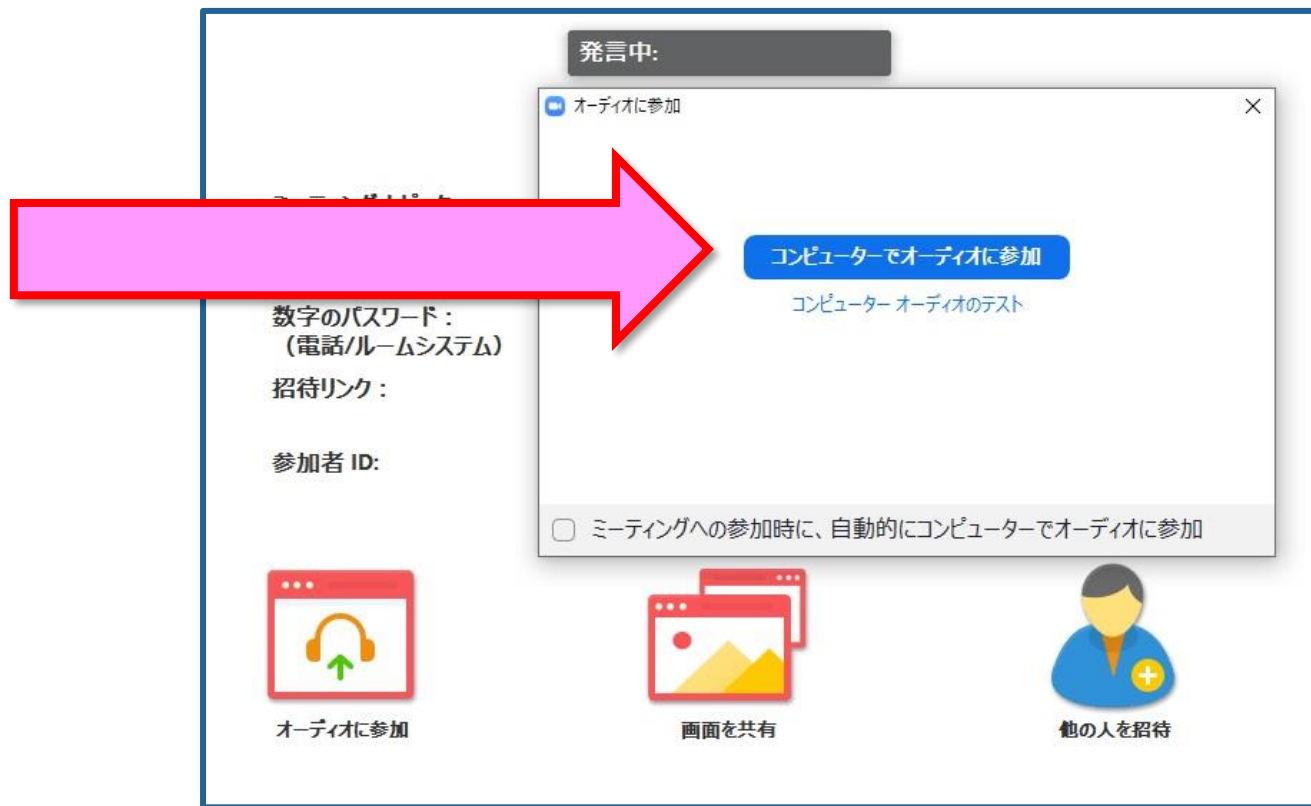 発言中:
オーディオに参加
コンピューターでオーディオに参加
コンピューター オーディオのテスト
数字のパスワード：
（電話/ルームシステム）
招待リンク：
参加者 ID:
ミーティングへの参加時に、自動的にコンピューターでオーディオに参加
オーディオに参加
画面を共有
他の人を招待